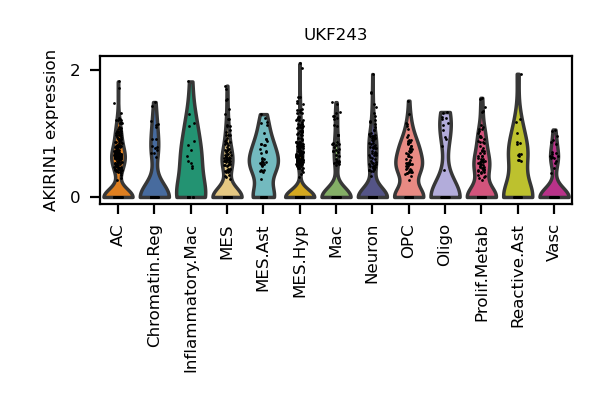 UKF243
AKIRIN1 expression
2
0
AC
Chromatin.Reg
Inflammatory.Mac
MES
MES.Ast
MES.Hyp
Mac
Neuron
OPC
Oligo
Prolif.Metab
Reactive.Ast
Vasc